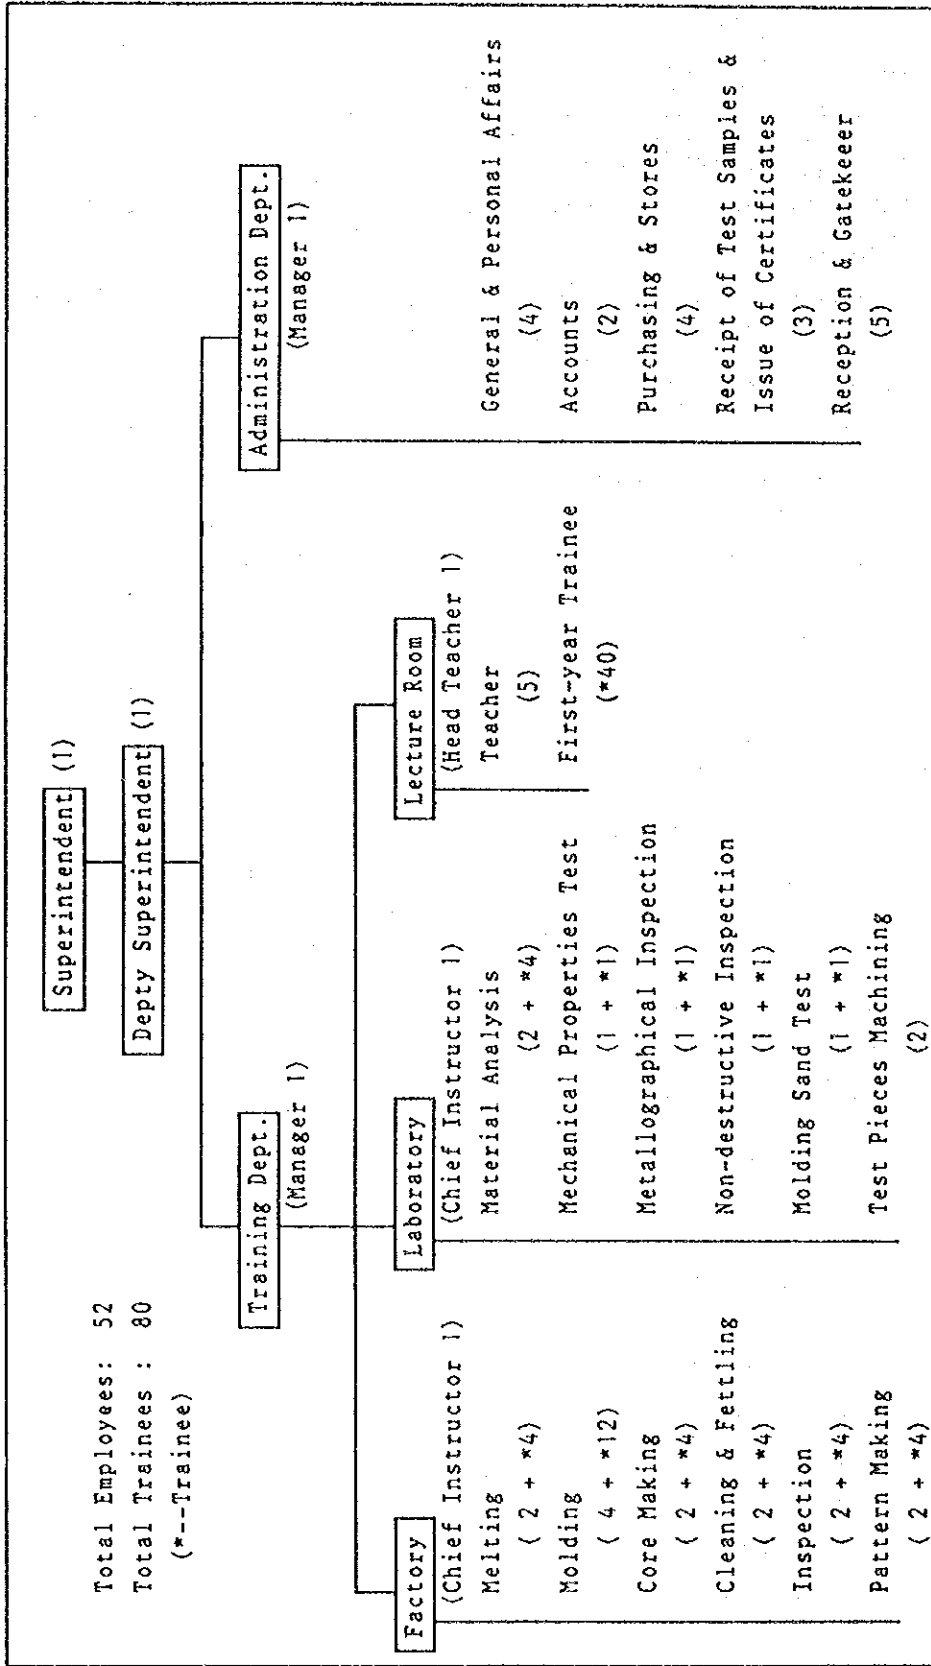 Total Employees: 52
Total Trainees : 80
(*--Trainee)
Superintendent (1)
Depty Superintendent (1)
Training Dept.
(Manager 1)
Administration Dept.
(Manager 1)
Factory
(Chief Instructor 1)
Melting
( 2 + *4)
Molding
( 4 + *12)
Core Making
( 2 + *4)
Cleaning & Fettling
( 2 + *4)
Inspection
( 2 + *4)
Pattern Making
( 2 + *4)
Laboratory
(Chief Instructor 1)
Material Analysis
(2 + *4)
Mechanical Properties Test
(1 + *1)
Metallographical Inspection
(1 + *1)
Non-destructive Inspection
(1 + *1)
Molding Sand Test
(1 + *1)
Test Pieces Machining
(2)
Lecture Room
(Head Teacher 1)
Teacher
(5)
First-year Trainee
(*40)
General & Personal Affairs
(4)
Accounts
(2)
Purchasing & Stores
(4)
Receipt of Test Samples &
Issue of Certificates
(3)
Reception & Gatekeeer
(5)